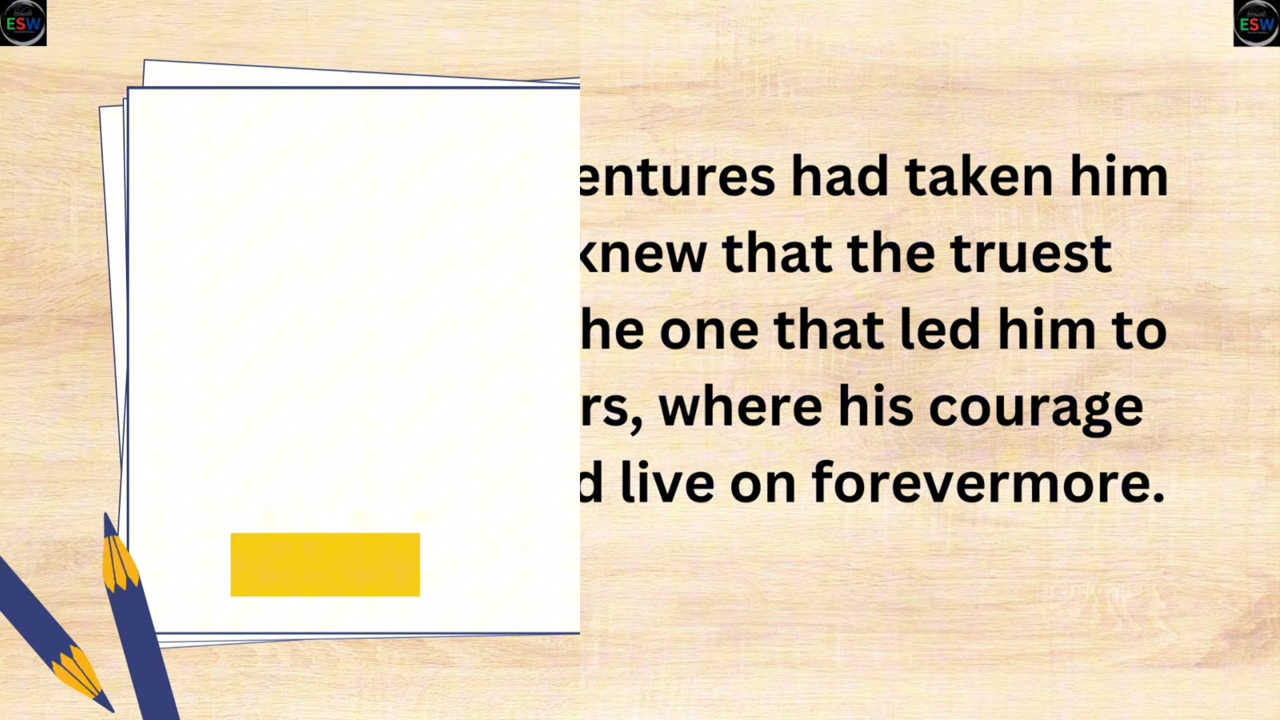 ESW ESW
entures had taken him
knew that the truest
he one that led him to
rs, where his courage
d live on forevermore.